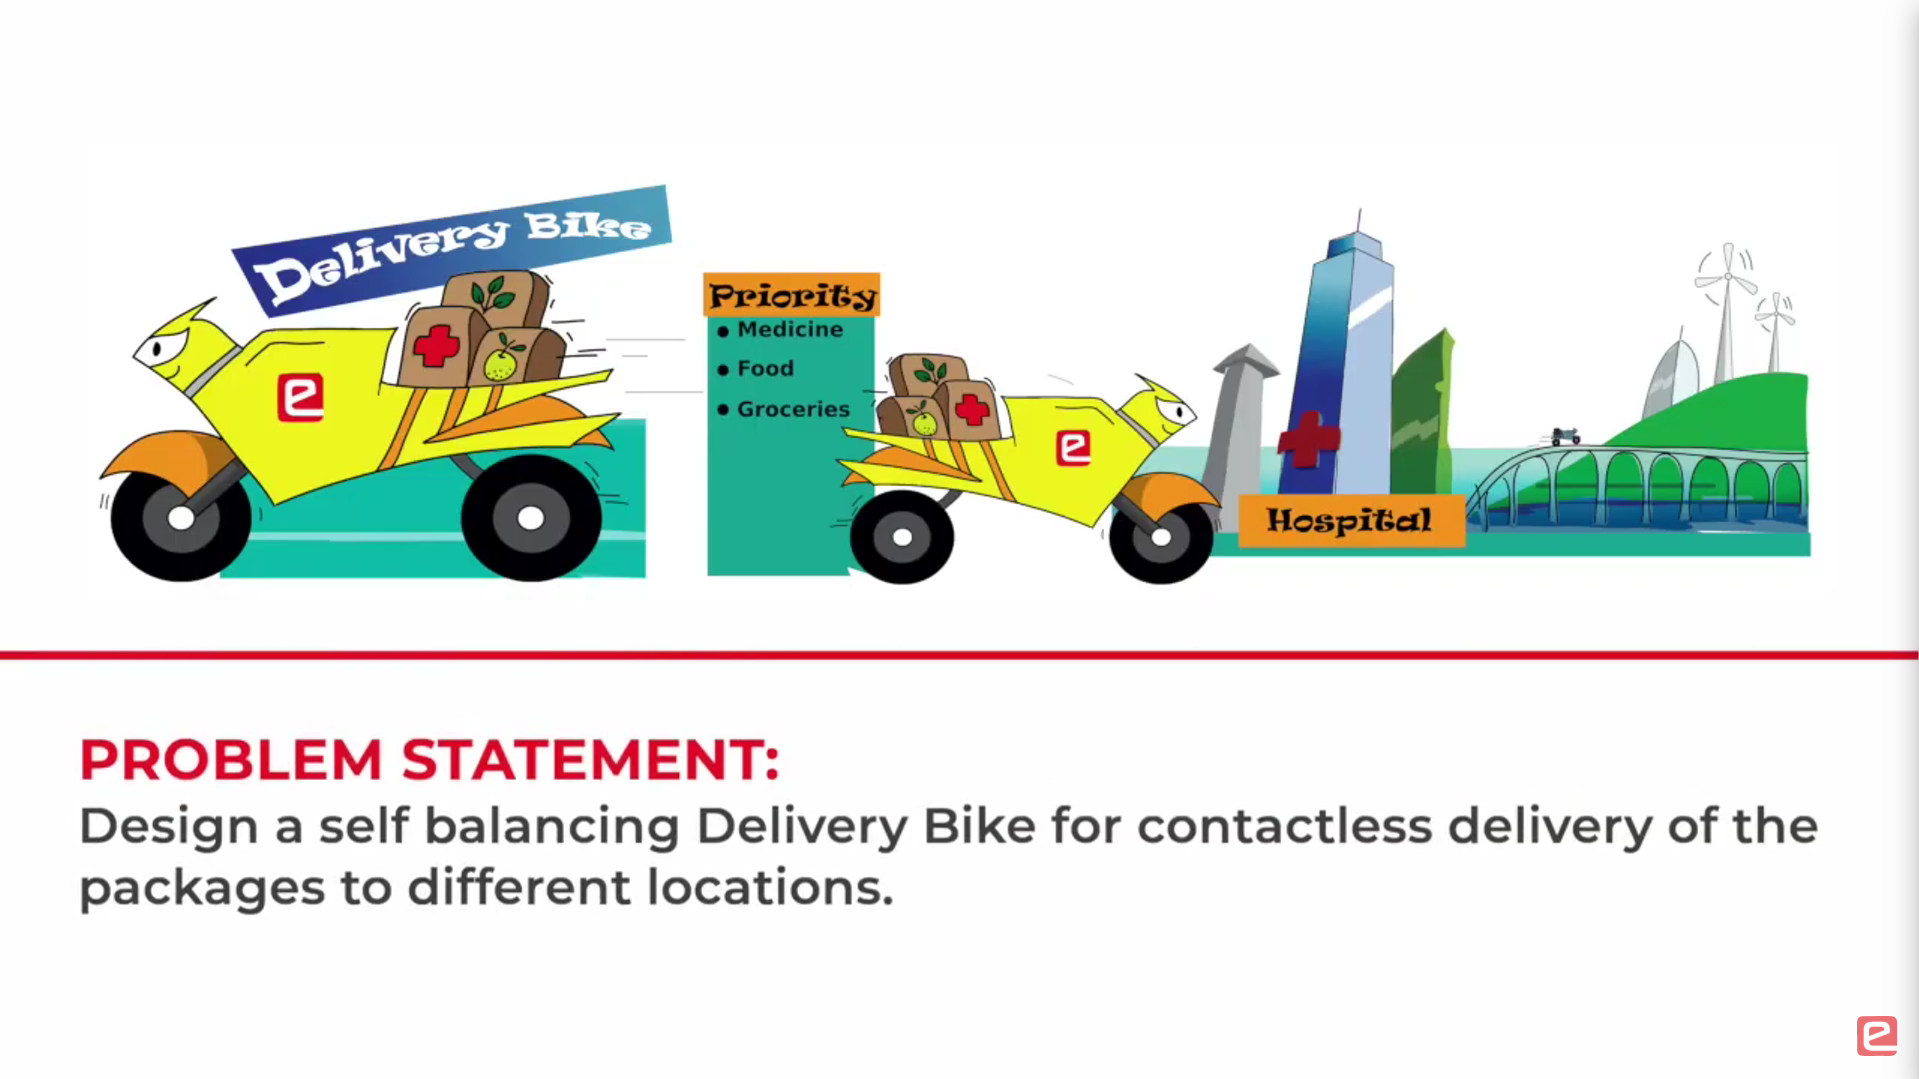 Delivery Bike
Priority
• Medicine
• Food
• Groceries
Hospital
e
e
PROBLEM STATEMENT:
Design a self balancing Delivery Bike for contactless delivery of the
packages to different locations.
e